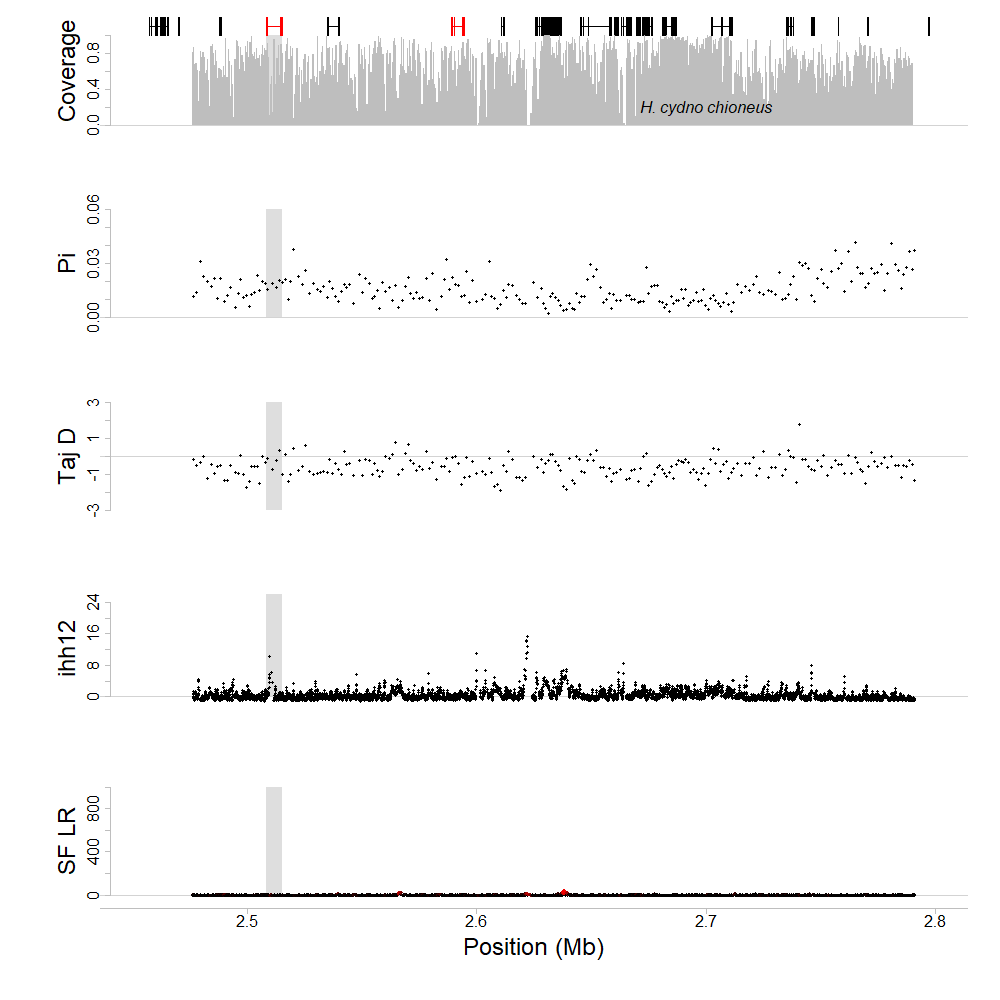 Coverage
0.0 0.4 0.8
H. cydno chioneus
Pi
0.00 0.03 0.06
Taj D
-3 -1 1 3
ihh12
0 8 16 24
SF LR
0 400 800
2.5 2.6 2.7 2.8
Position (Mb)